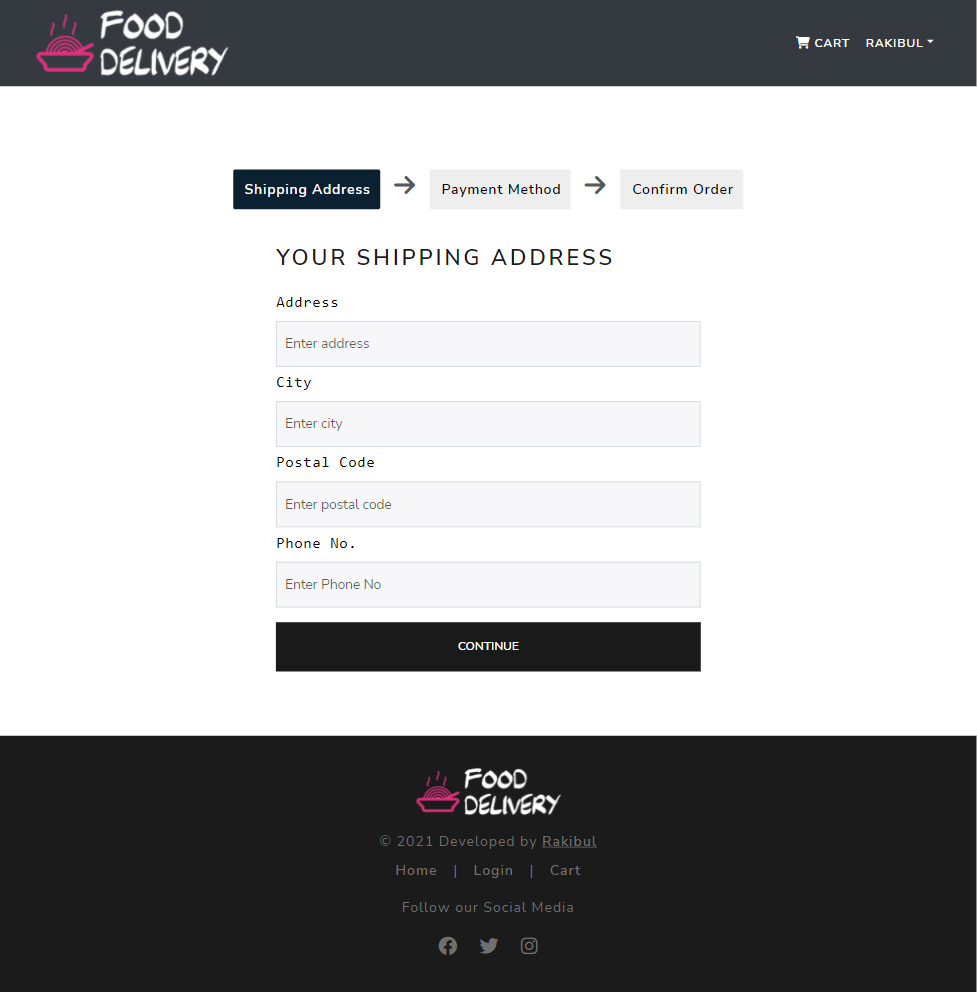 FOOD
DELIVERY
CART RAKIBUL
Shipping Address Payment Method Confirm Order
YOUR SHIPPING ADDRESS
Address
Enter address
City
Enter city
Postal Code
Enter postal code
Phone No.
Enter Phone No
CONTINUE
FOOD
DELIVERY
© 2021 Developed by Rakibul
Home | Login | Cart
Follow our Social Media